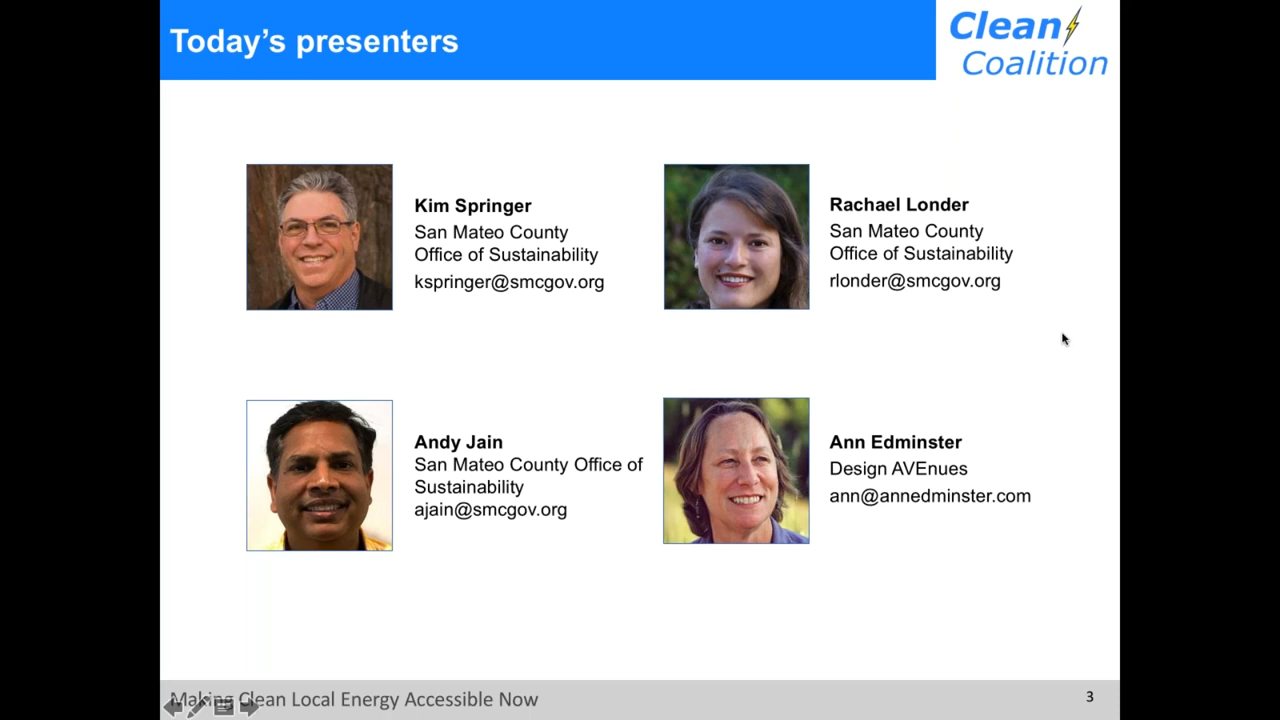 Today's presenters
Clean
Coalition
Kim Springer
San Mateo County
Office of Sustainability
kspringer@smcgov.org
Rachael Londer
San Mateo County
Office of Sustainability
rlonder@smcgov.org
Andy Jain
San Mateo County Office of
Sustainability
ajain@smcgov.org
Ann Edminster
Design AVEnues
ann@annedminster.com
Making Clean Local Energy Accessible Now
3